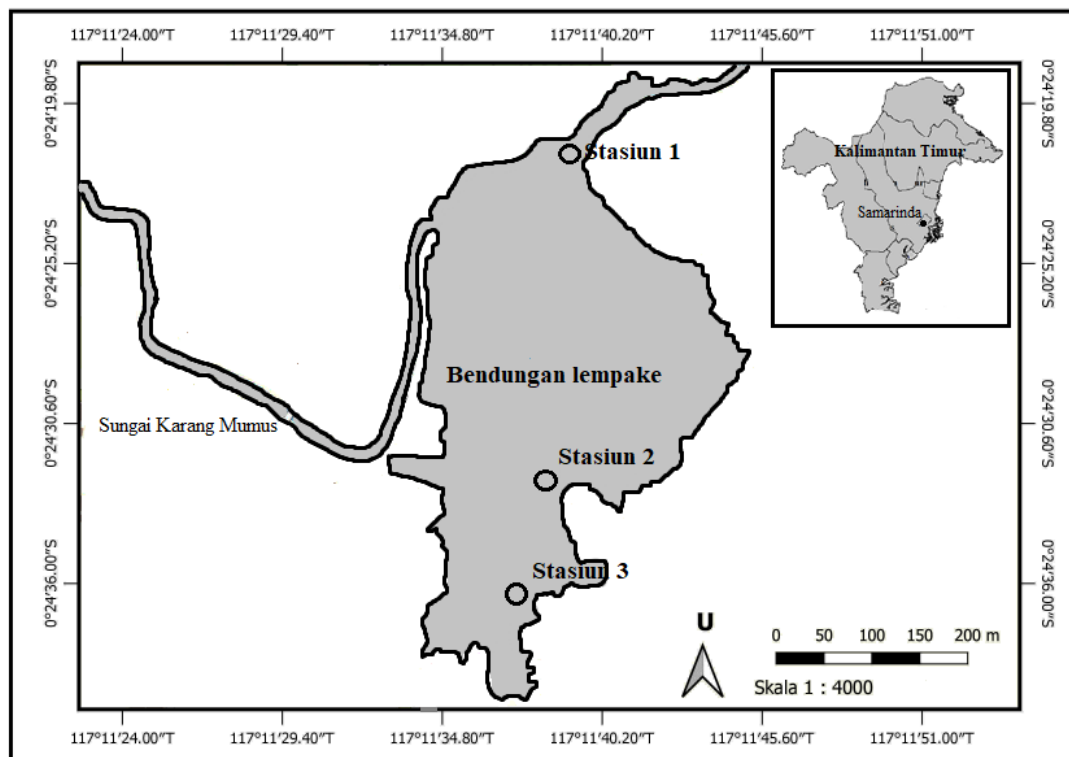 117°11'24.00"T 117°11'29.40"T 117°11'34.80"T 117°11'40.20"T 117°11'45.60"T 117°11'51.00"T
0°24'19.80"S
0°24'25.20"S
0°24'30.60"S
0°24'36.00"S
Stasiun 1
Kalimantan Timur
Samarinda
Bendungan lempake
Sungai Karang Mumus
Stasiun 2
Stasiun 3
U
0 50 100 150 200 m
Skala 1 : 4000
0°24'19.80"S
0°24'25.20"S
0°24'30.60"S
0°24'36.00"S
117°11'24.00"T 117°11'29.40"T 117°11'34.80"T 117°11'40.20"T 117°11'45.60"T 117°11'51.00"T